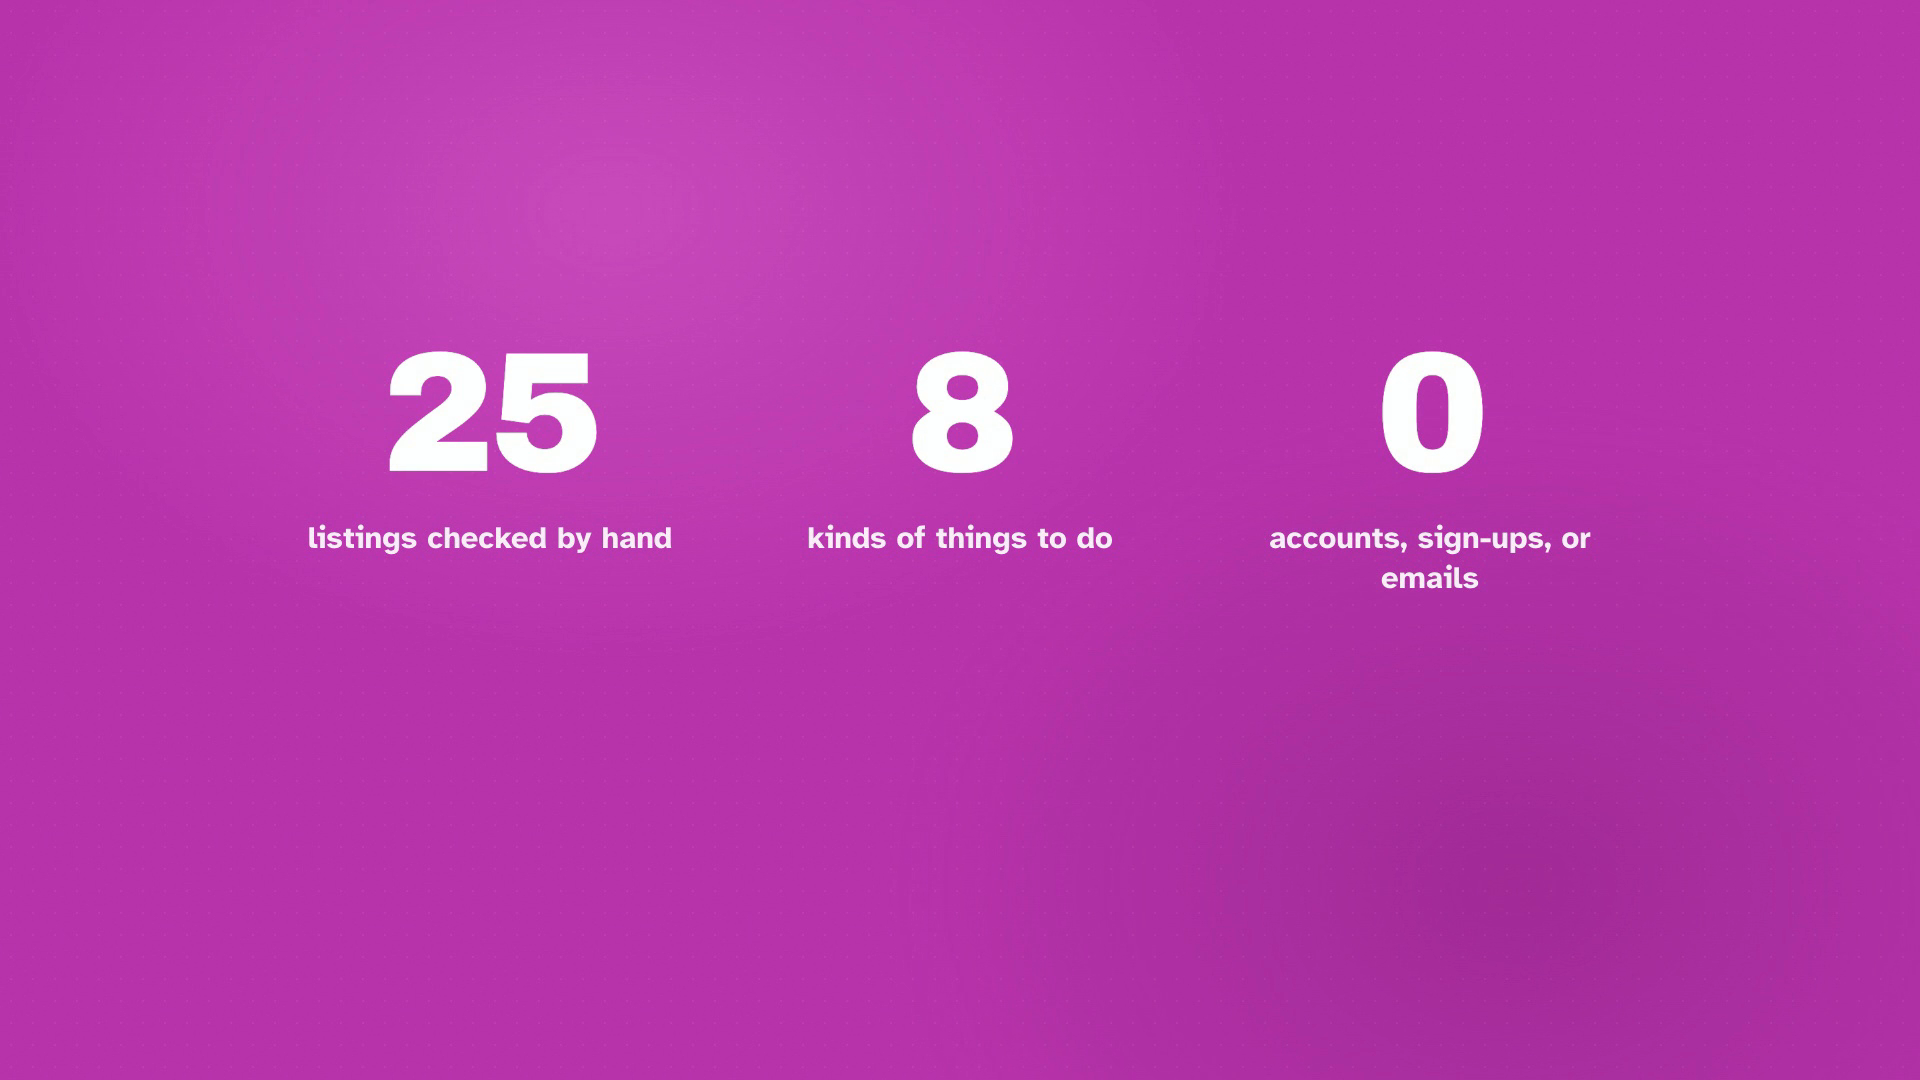 25
listings checked by hand
8
kinds of things to do
0
accounts, sign-ups, or
emails